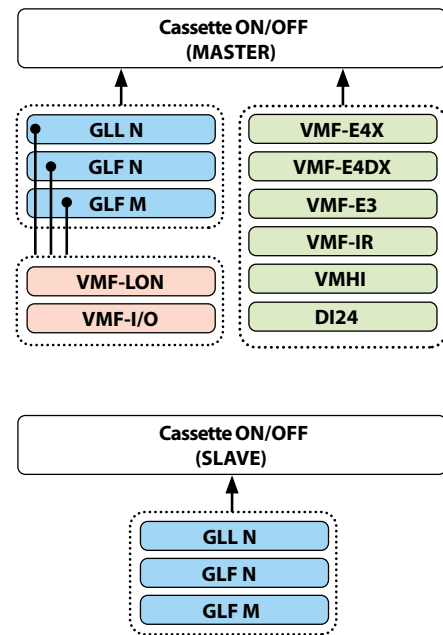 Cassette ON/OFF
(MASTER)
GLL N
GLF N
GLF M
VMF-LON
VMF-I/O
VMF-E4X
VMF-E4DX
VMF-E3
VMF-IR
VMHI
DI24
Cassette ON/OFF
(SLAVE)
GLL N
GLF N
GLF M